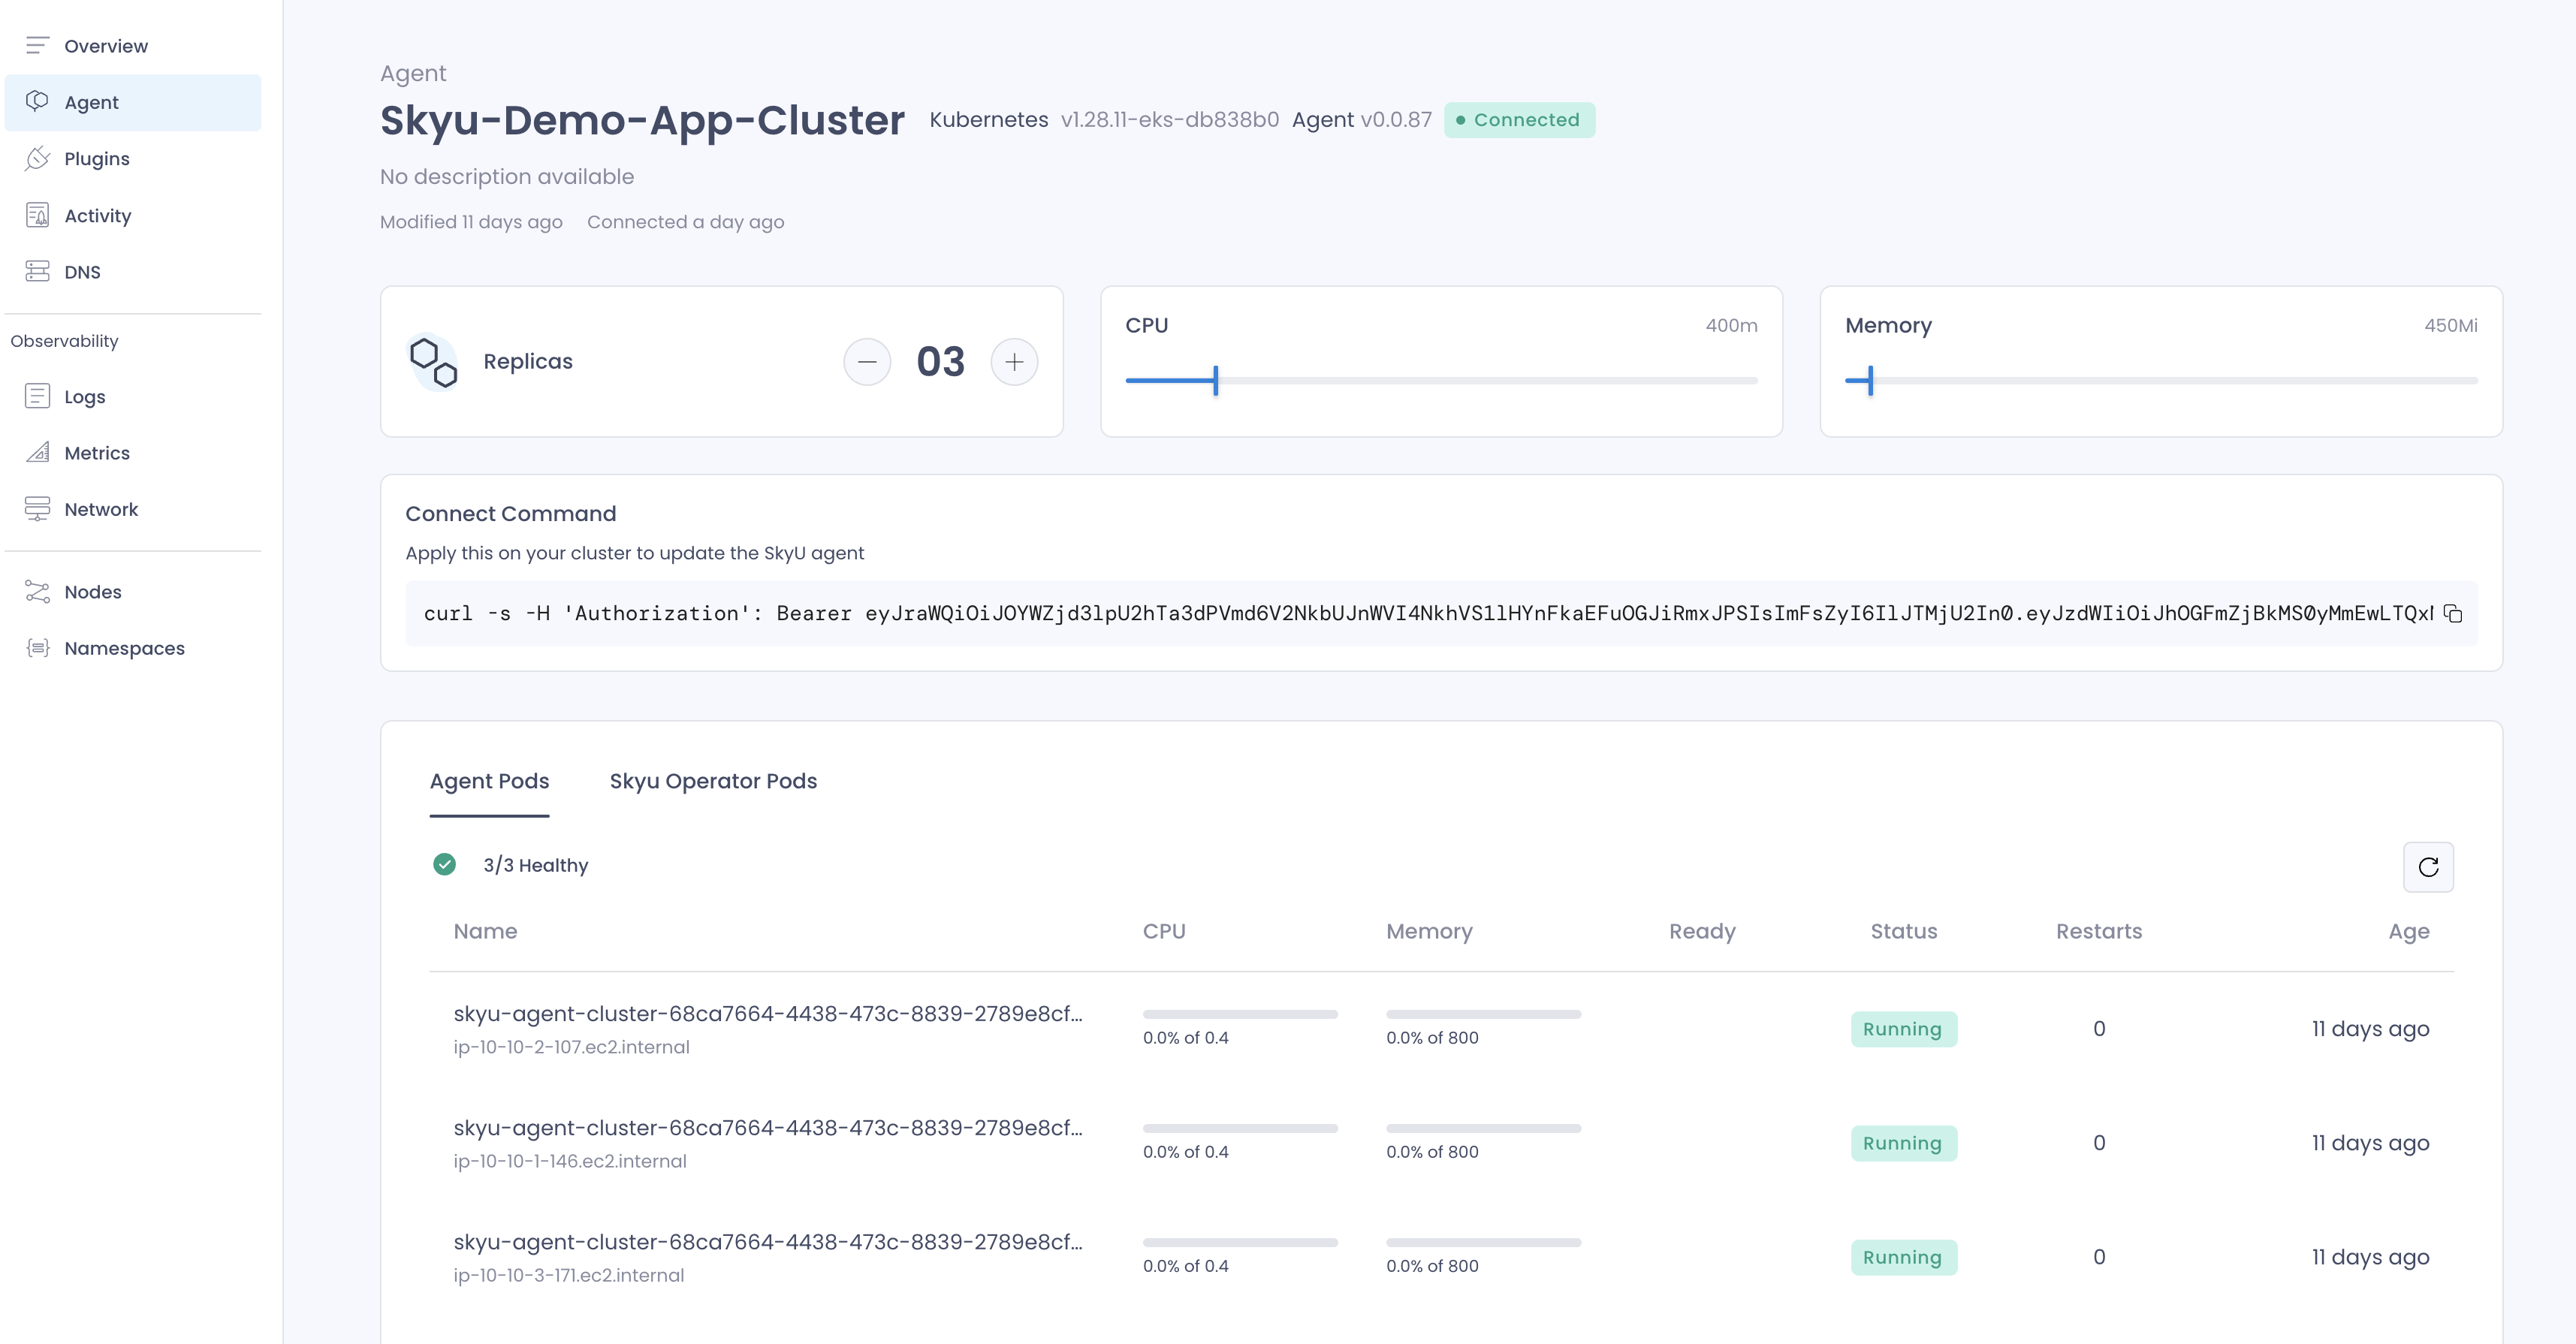 Overview
Agent
Plugins
Activity
DNS
Observability
Logs
Metrics
Network
Nodes
Namespaces
Agent
Skyu-Demo-App-Cluster Kubernetes v1.28.11-eks-db838b0 Agent v0.0.87 Connected
No description available
Modified 11 days ago Connected a day ago
Replicas 03
CPU 400m
Memory 450Mi
Connect Command
Apply this on your cluster to update the SkyU agent
curl -s -H 'Authorization': Bearer eyJraWQiOiJOYWZjd3lpU2hTa3dPVmd6V2NkbUJnWVI4NkhVS1lHYnFkaEFuOGJiRmxJPSIsImFsZyI6IlJTMjU2In0.eyJzdWIiOiJhOGFmZjBkMS0yMmEwLTQx
Agent Pods Skyu Operator Pods
3/3 Healthy
Name CPU Memory Ready Status Restarts Age
skyu-agent-cluster-68ca7664-4438-473c-8839-2789e8cf...
ip-10-10-2-107.ec2.internal
0.0% of 0.4 0.0% of 800 Running 0 11 days ago
skyu-agent-cluster-68ca7664-4438-473c-8839-2789e8cf...
ip-10-10-1-146.ec2.internal
0.0% of 0.4 0.0% of 800 Running 0 11 days ago
skyu-agent-cluster-68ca7664-4438-473c-8839-2789e8cf...
ip-10-10-3-171.ec2.internal
0.0% of 0.4 0.0% of 800 Running 0 11 days ago